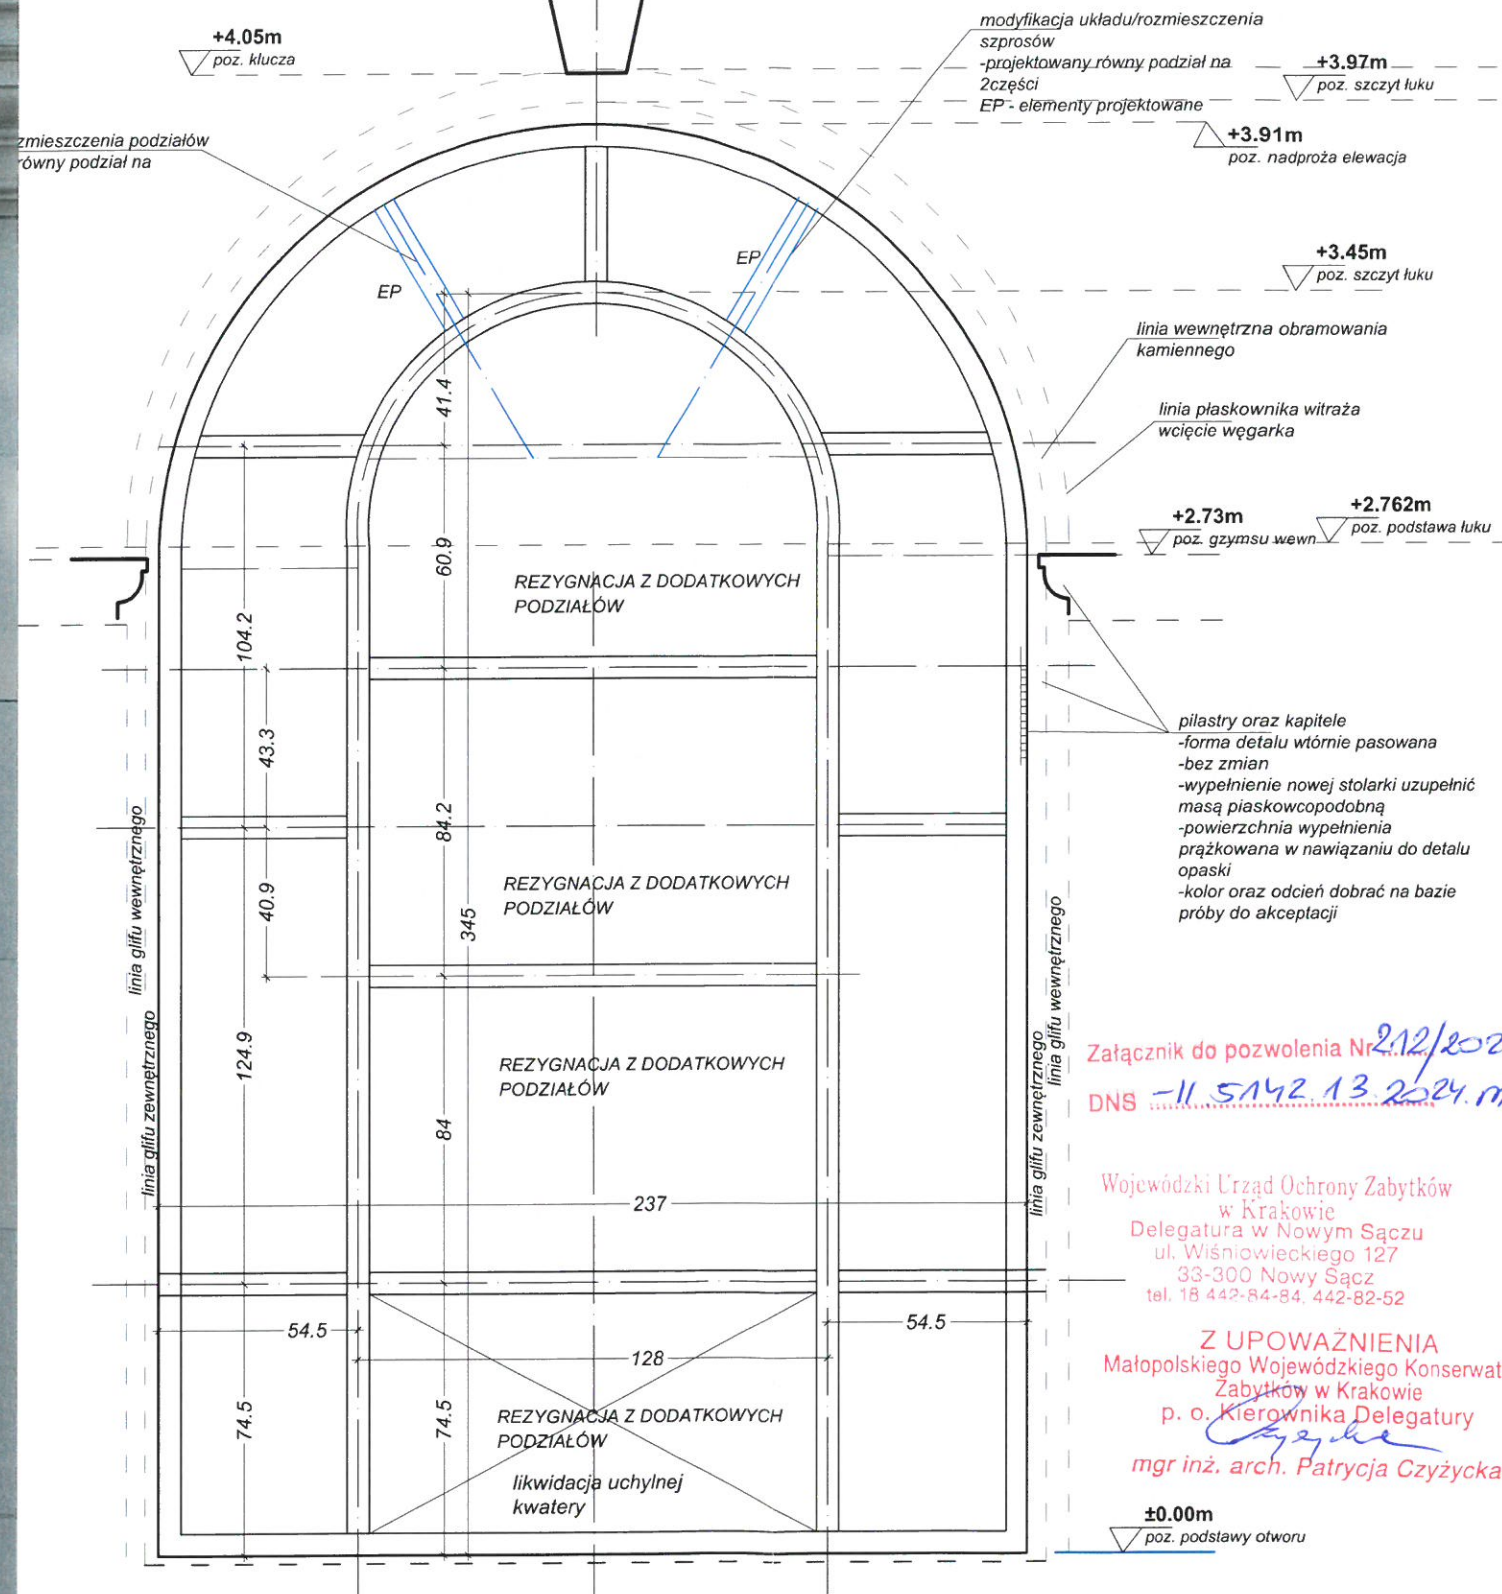 +4.05m
poz. klucza
modyfikacja układu/rozmieszczenia
szprosów
-projektowany równy podział na
2części
EP - elementy projektowane
+3.97m
poz. szczyt łuku
+3.91m
poz. nadproża elewacja
zmieszczenia podziałów
równy podział na
+3.45m
poz. szczyt łuku
EP
EP
linia wewnętrzna obramowania
kamiennego
41.4
linia płaskownika witraża
wcięcie węgarka
+2.73m
poz. gzymsu wewn.
+2.762m
poz. podstawa łuku
60.9
REZYGNACJA Z DODATKOWYCH
PODZIAŁÓW
104.2
43.3
84.2
pilastry oraz kapitele
-forma detalu wtórnie pasowana
-bez zmian
-wypełnienie nowej stolarki uzupełnić
masą piaskowcopodobną
-powierzchnia wypełnienia
prążkowana w nawiązaniu do detalu
opaski
-kolor oraz odcień dobrać na bazie
próby do akceptacji
linia glifu wewnętrznego
40.9
345
REZYGNACJA Z DODATKOWYCH
PODZIAŁÓW
linia glifu wewnętrznego
linia glifu zewnętrznego
124.9
84
REZYGNACJA Z DODATKOWYCH
PODZIAŁÓW
linia glifu zewnętrznego
Załącznik do pozwolenia Nr 212/202
DNS -II.5142.13.2024.
237
Wojewódzki Urząd Ochrony Zabytków
w Krakowie
Delegatura w Nowym Sączu
ul. Wiśniowieckiego 127
33-300 Nowy Sącz
tel. 18 442-84-84, 442-82-52
54.5
128
54.5
Z UPOWAŻNIENIA
Małopolskiego Wojewódzkiego Konserwat
Zabytków w Krakowie
p. o. Kierownika Delegatury
mgr inż. arch. Patrycja Czyżycka
74.5
74.5
REZYGNACJA Z DODATKOWYCH
PODZIAŁÓW
likwidacja uchylnej
kwatery
±0.00m
poz. podstawy otworu